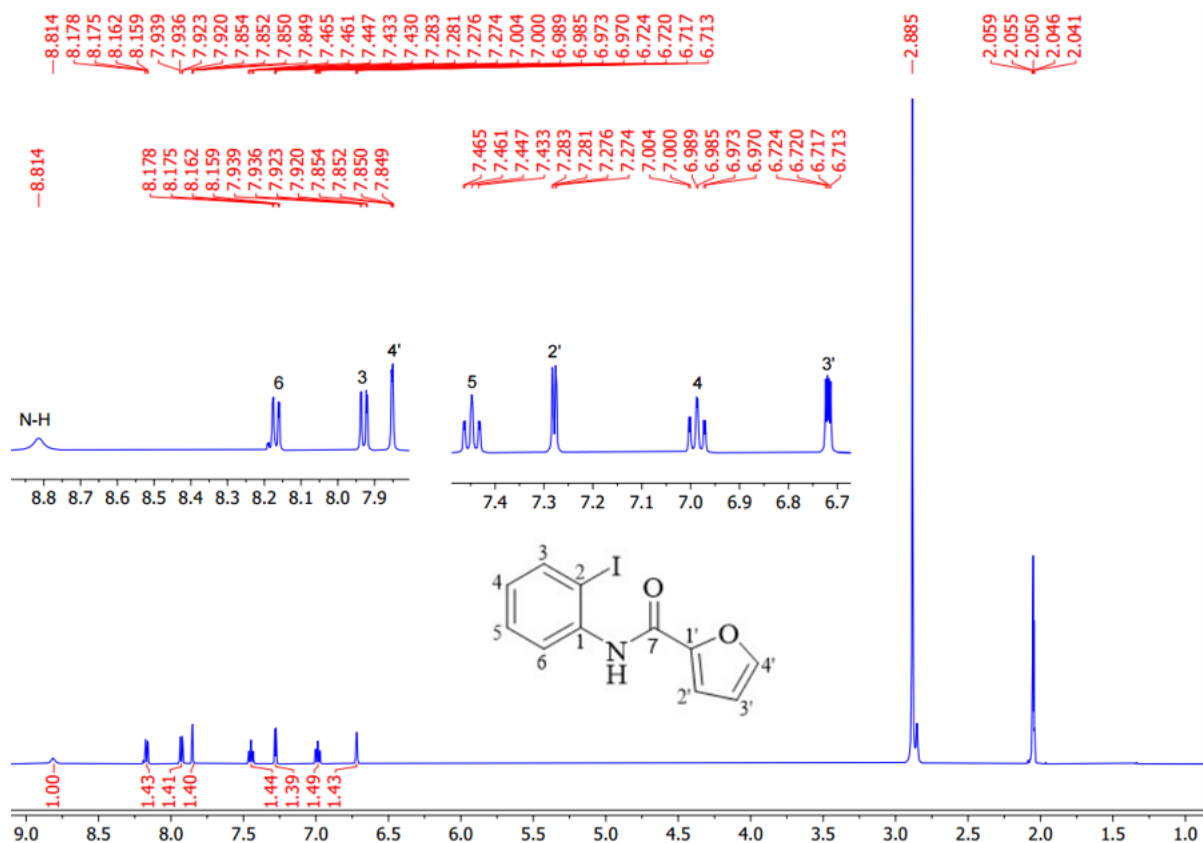 8.814 8.178 8.175 8.162 8.159 7.939 7.936 7.923 7.920 7.854 7.852 7.850 7.849 7.465 7.461 7.447 7.433 7.430 7.283 7.281 7.276 7.274 7.004 7.000 6.989 6.985 6.973 6.970 6.724 6.720 6.717 6.713 2.885 2.059 2.055 2.050 2.046 2.041
8.814 8.178 8.175 8.162 8.159 7.939 7.936 7.923 7.920 7.854 7.852 7.850 7.849
7.465 7.461 7.447 7.433 7.283 7.281 7.276 7.274 7.004 7.000 6.989 6.985 6.973 6.970 6.724 6.720 6.717 6.713
N-H 6 3 4'
5 2' 4 3'
8.8 8.7 8.6 8.5 8.4 8.3 8.2 8.1 8.0 7.9
7.4 7.3 7.2 7.1 7.0 6.9 6.8 6.7
3 I
4 2 O
5 1 7 1' O
6 N 4'
H 2' 3'
1.00 1.43 1.41 1.40 1.44 1.39 1.49 1.43
9.0 8.5 8.0 7.5 7.0 6.5 6.0 5.5 5.0 4.5 4.0 3.5 3.0 2.5 2.0 1.5 1.0